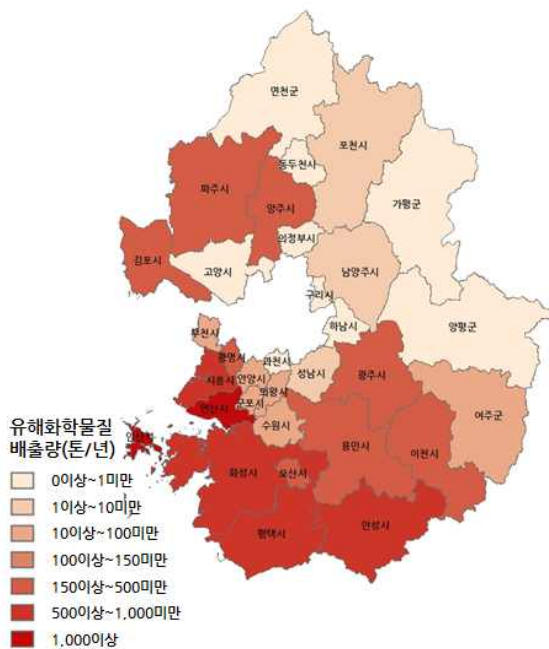 연천군
포천시
동두천시
파주시
양주시
가평군
의정부시
김포시
고양시
남양주시
구리시
하남시
양평군
부천시
광명시
과천시
시흥시
안양시
성남시
광주시
의왕시
안산시
군포시
수원시
여주군
안산시
용인시
이천시
화성시
오산시
평택시
안성시
유해화학물질
배출량(톤/년)
0이상~1미만
1이상~10미만
10이상~100미만
100이상~150미만
150이상~500미만
500이상~1,000미만
1,000이상